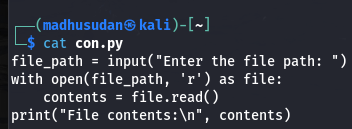 ┌──(madhusudan㉿kali)-[~]
└─$ cat con.py
file_path = input("Enter the file path: ")
with open(file_path, 'r') as file:
    contents = file.read()
print("File contents:\n", contents)